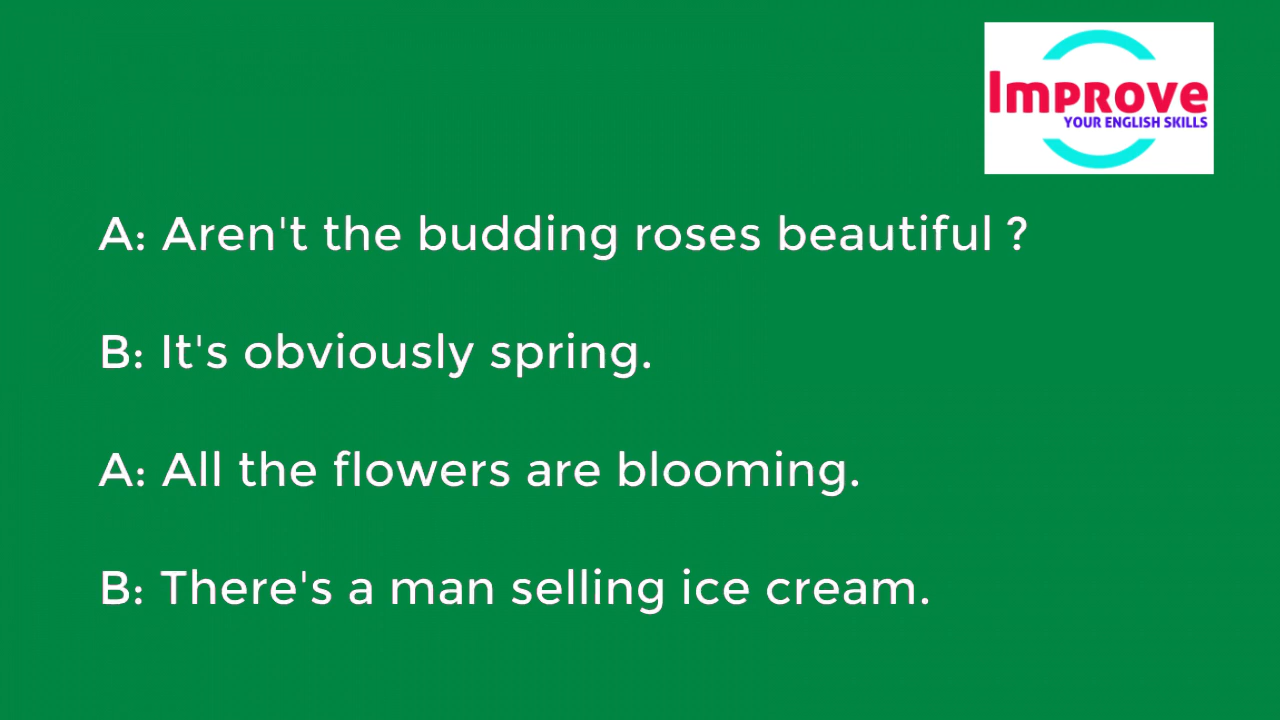 Improve
YOUR ENGLISH SKILLS
A: Aren't the budding roses beautiful ?
B: It's obviously spring.
A: All the flowers are blooming.
B: There's a man selling ice cream.